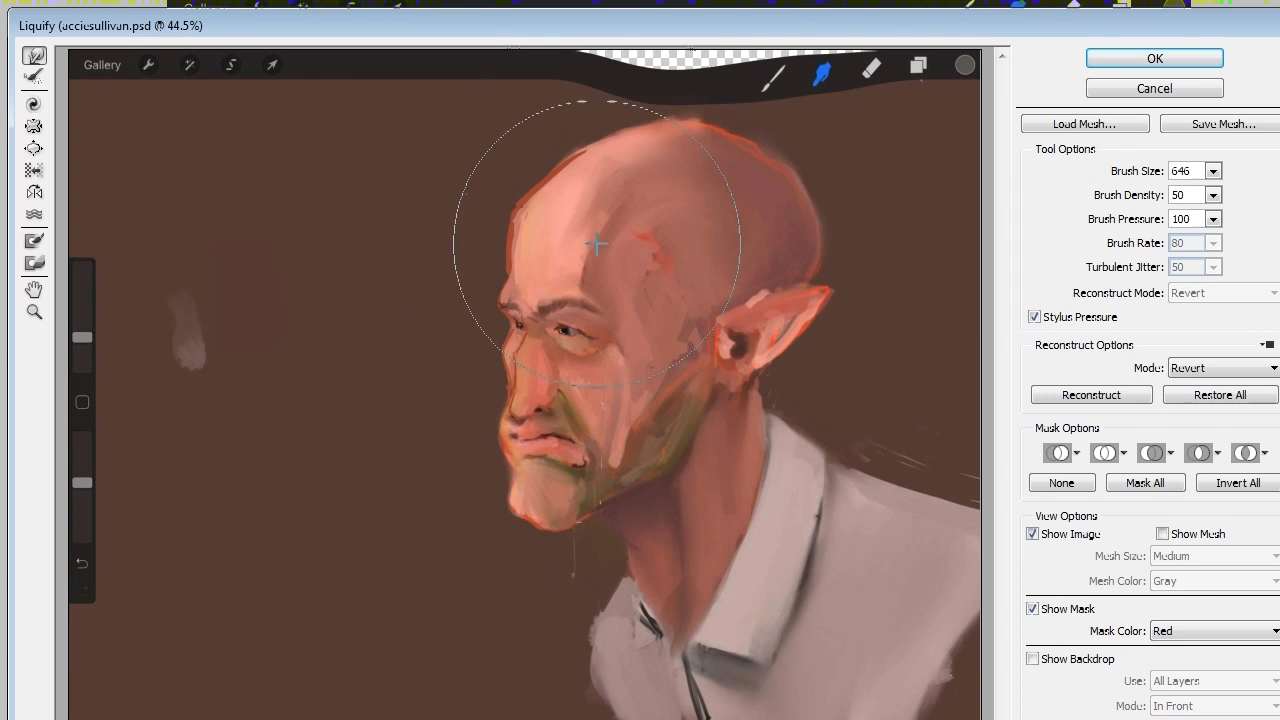 Liquify (acciesullivan.psd @ 44.5%)
Gallery
OK
Cancel
Load Mesh...
Save Mesh...
Tool Options
Brush Size: 646
Brush Density: 50
Brush Pressure: 100
Brush Rate: 80
Turbulent Jitter: 50
Reconstruct Mode: Revert
Stylus Pressure
Reconstruct Options
Mode: Revert
Reconstruct
Restore All
Mask Options
None
Mask All
Invert All
View Options
Show Image
Show Mesh
Mesh Size: Medium
Mesh Color: Gray
Show Mask
Mask Color: Red
Show Backdrop
Use: All Layers
Mode: In Front